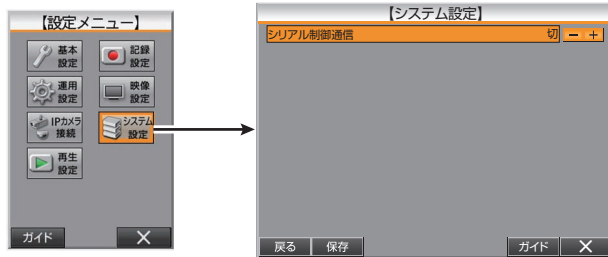 【設定メニュー】
基本
設定
記録
設定
運用
設定
映像
設定
IPカメラ
接続
システム
設定
再生
設定
ガイド
【システム設定】
シリアル制御通信 切 － ＋
戻る 保存 ガイド